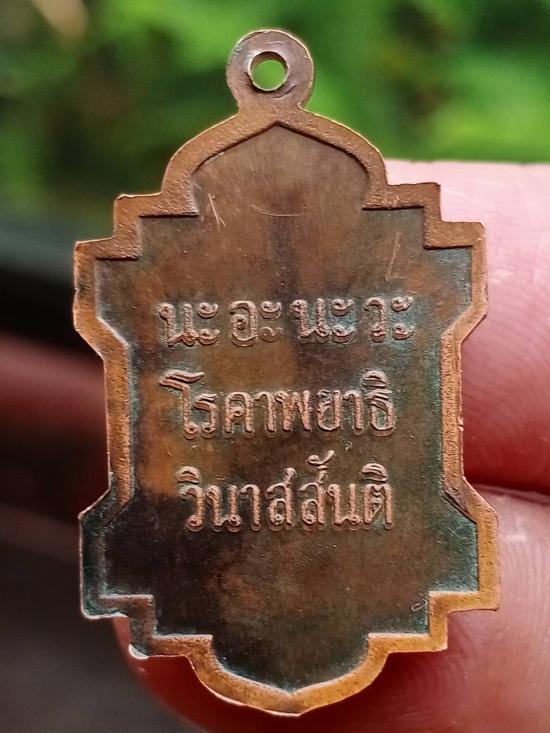 นะ อะ นะ วะ
โรคาพยาธิ
วินาสสันติ